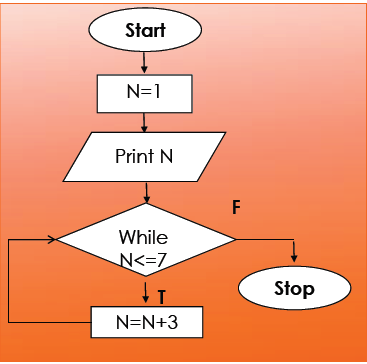 Start
N=1
Print N
F
While
N<=7
T
Stop
N=N+3